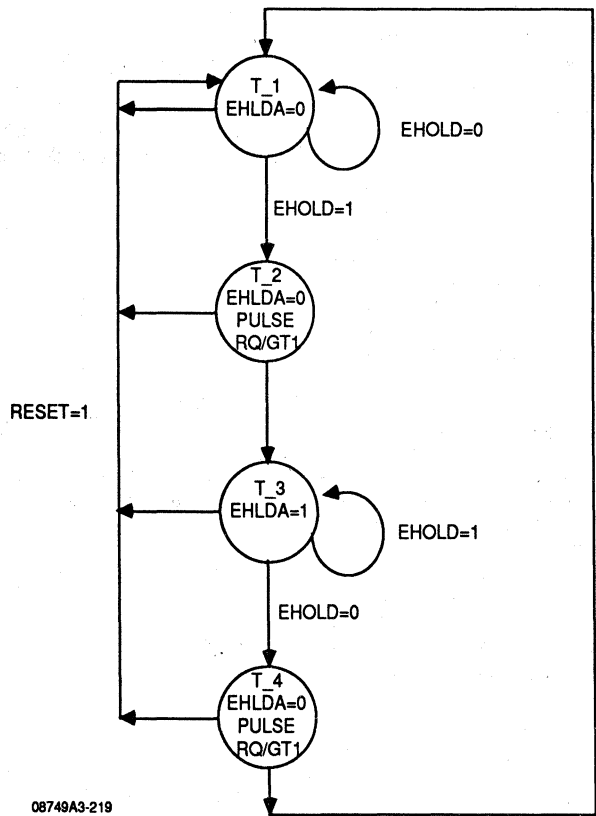 T_1
EHLDA=0
EHOLD=0
EHOLD=1
T_2
EHLDA=0
PULSE
RQ/GT1
RESET=1
T_3
EHLDA=1
EHOLD=1
EHOLD=0
T_4
EHLDA=0
PULSE
RQ/GT1
08749A3-219